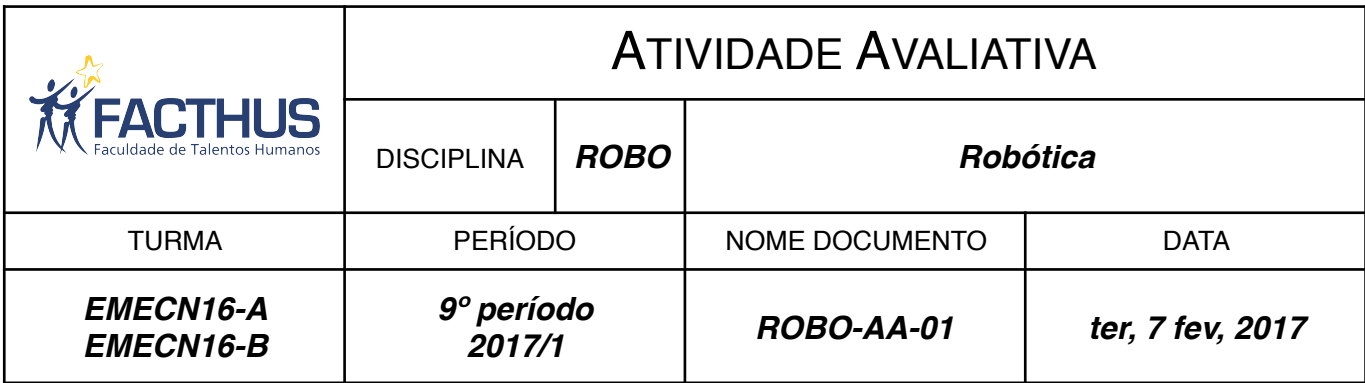 ATIVIDADE AVALIATIVA
FACTHUS
Faculdade de Talentos Humanos
DISCIPLINA
ROBO
Robótica
TURMA
PERÍODO
NOME DOCUMENTO
DATA
EMECN16-A
EMECN16-B
9º período
2017/1
ROBO-AA-01
ter, 7 fev, 2017